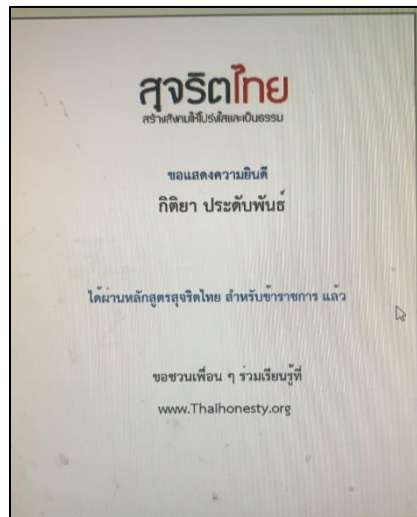 สุจริตไทย
สร้างสังคมให้โปร่งใสและเป็นธรรม
ขอแสดงความยินดี
กิติยา ประดับพันธ์
ได้ผ่านหลักสูตรสุจริตไทย สำหรับข้าราชการ แล้ว
ขอชวนเพื่อน ๆ ร่วมเรียนรู้ที่
www.Thaihonesty.org